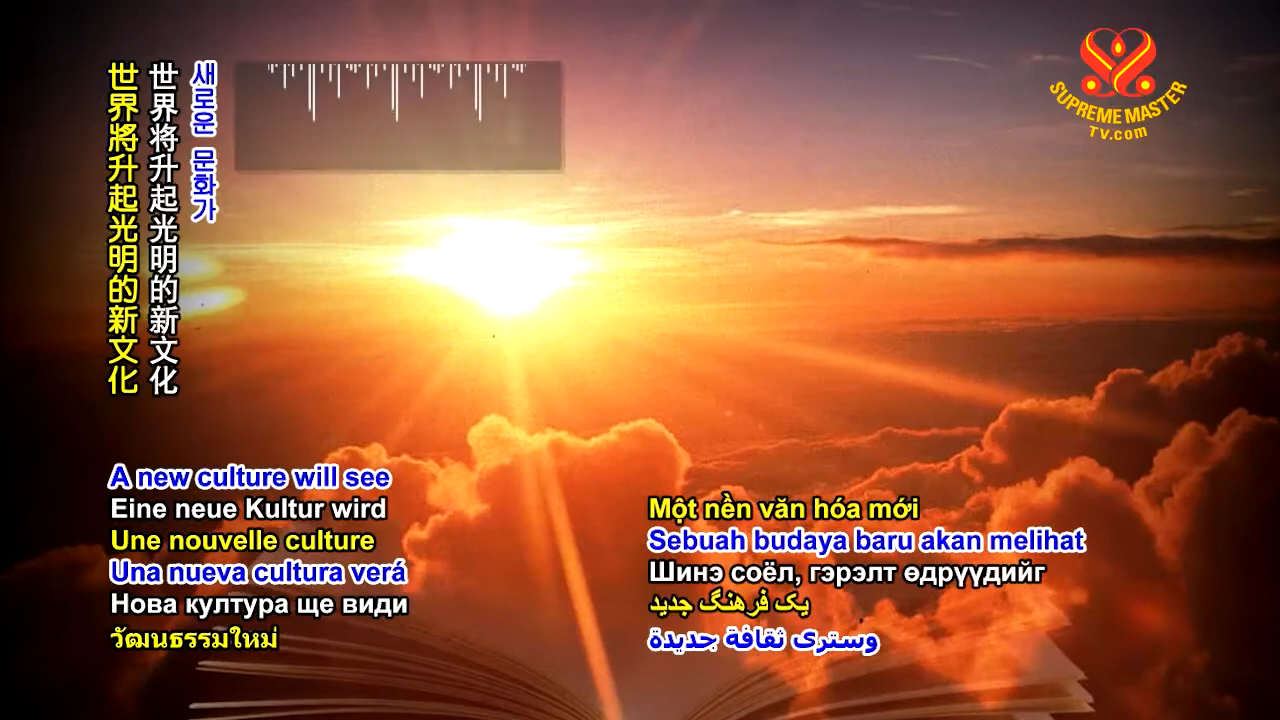 世界將升起光明的新文化
世界将升起光明的新文化
새로운 문화가
SUPREME MASTER
TV.com
A new culture will see
Eine neue Kultur wird
Une nouvelle culture
Una nueva cultura verá
Нова култура ще види
วัฒนธรรมใหม่
Một nền văn hóa mới
Sebuah budaya baru akan melihat
Шинэ соёл, гэрэлт өдрүүдийг
یک فرهنگ جدید
وسترى ثقافة جديدة